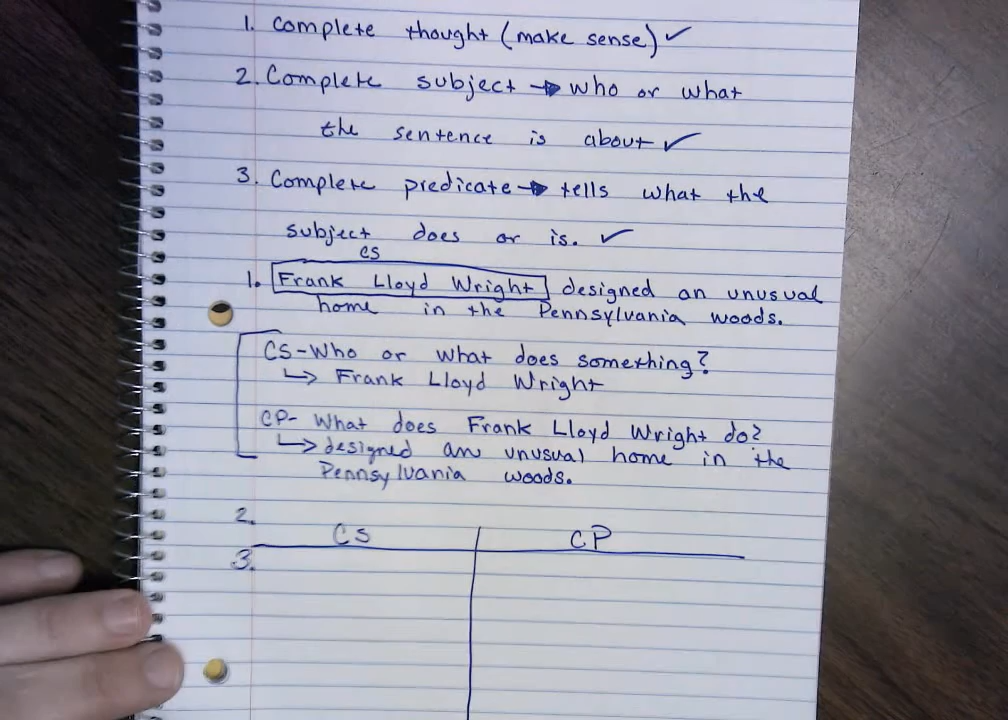 1. Complete thought (make sense) ✓
2. Complete subject → who or what
the sentence is about ✓
3. Complete predicate → tells what the
subject does or is. ✓
CS
1. Frank Lloyd Wright designed an unusual
home in the Pennsylvania woods.
CS-Who or what does something?
↳ Frank Lloyd Wright
CP- What does Frank Lloyd Wright do?
↳ designed an unusual home in the
Pennsylvania woods.
2.
CS CP
3.